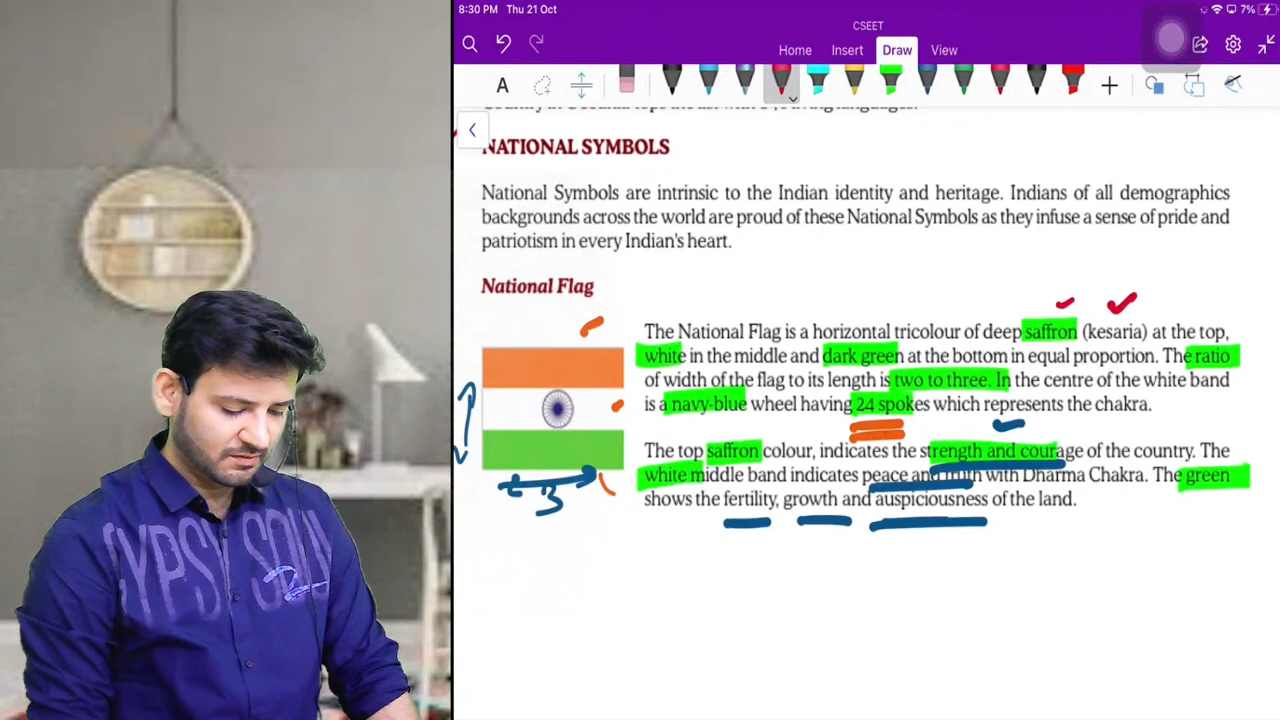 8:30 PM Thu 21 Oct
7%
CSEET
Home Insert Draw View
A
NATIONAL SYMBOLS
National Symbols are intrinsic to the Indian identity and heritage. Indians of all demographics
backgrounds across the world are proud of these National Symbols as they infuse a sense of pride and
patriotism in every Indian's heart.
National Flag
The National Flag is a horizontal tricolour of deep saffron (kesaria) at the top,
white in the middle and dark green at the bottom in equal proportion. The ratio
of width of the flag to its length is two to three. In the centre of the white band
is a navy-blue wheel having 24 spokes which represents the chakra.
The top saffron colour, indicates the strength and courage of the country. The
white middle band indicates peace and truth with Dharma Chakra. The green
shows the fertility, growth and auspiciousness of the land.
3
GYPSY SOU
2